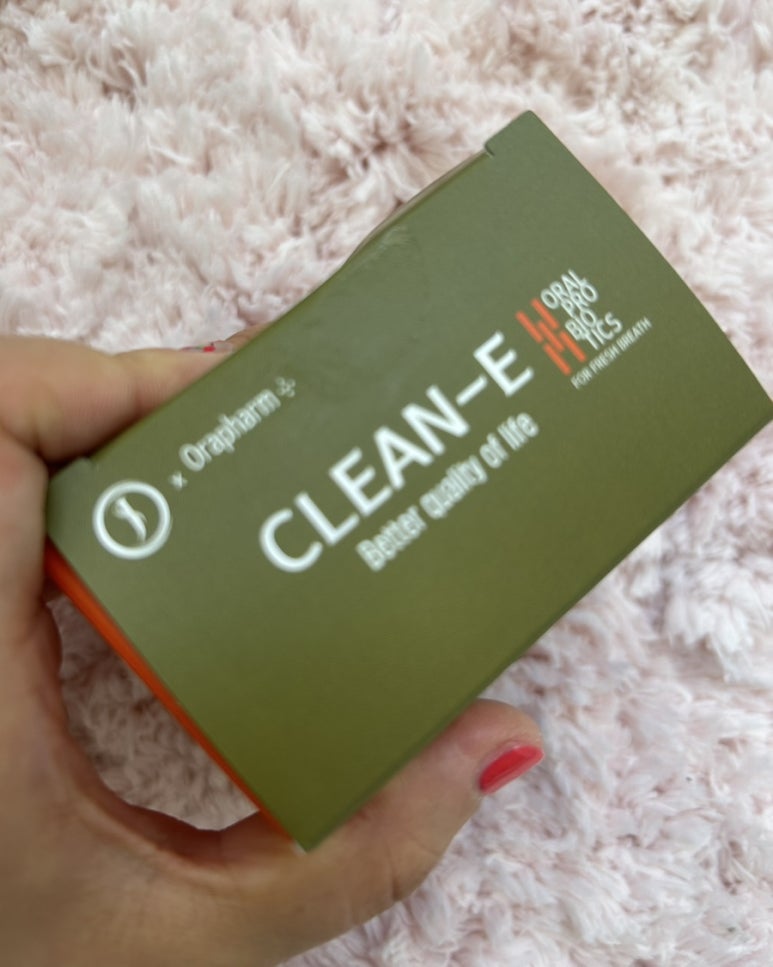 x Orapharm
CLEAN-E
Better quality of life
ORAL
PRO
BIO
TICS
FOR FRESH BREATH